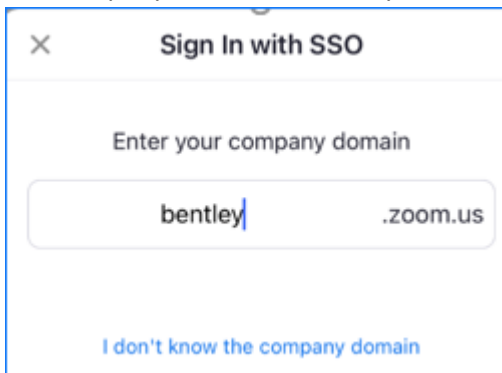 Sign In with SSO
Enter your company domain
bentley .zoom.us
I don't know the company domain